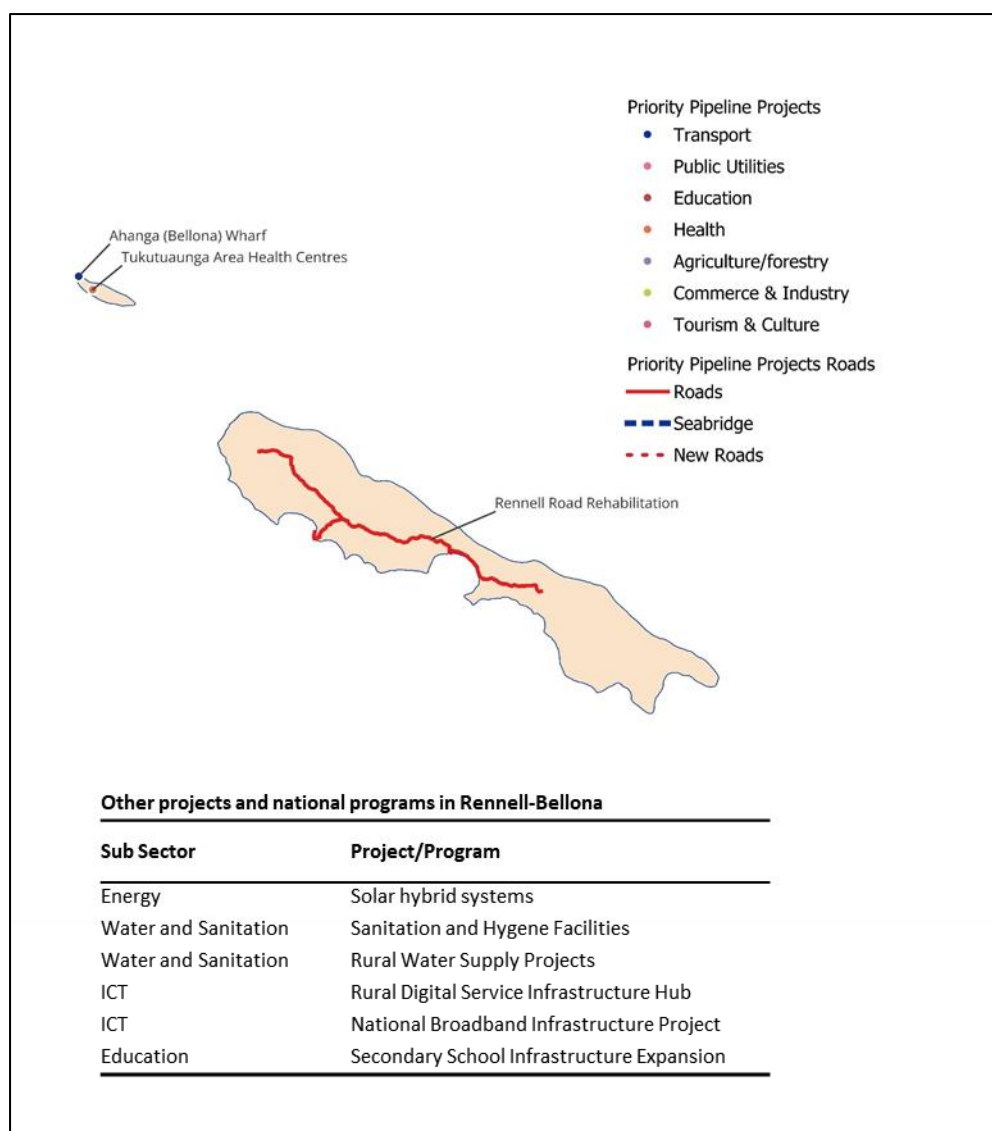 Priority Pipeline Projects
Transport
Public Utilities
Education
Health
Agriculture/forestry
Commerce & Industry
Tourism & Culture
Priority Pipeline Projects Roads
Roads
Seabridge
New Roads
Ahanga (Bellona) Wharf
Tukutuaunga Area Health Centres
Rennell Road Rehabilitation
Other projects and national programs in Rennell-Bellona
Sub Sector Project/Program
Energy Solar hybrid systems
Water and Sanitation Sanitation and Hygene Facilities
Water and Sanitation Rural Water Supply Projects
ICT Rural Digital Service Infrastructure Hub
ICT National Broadband Infrastructure Project
Education Secondary School Infrastructure Expansion